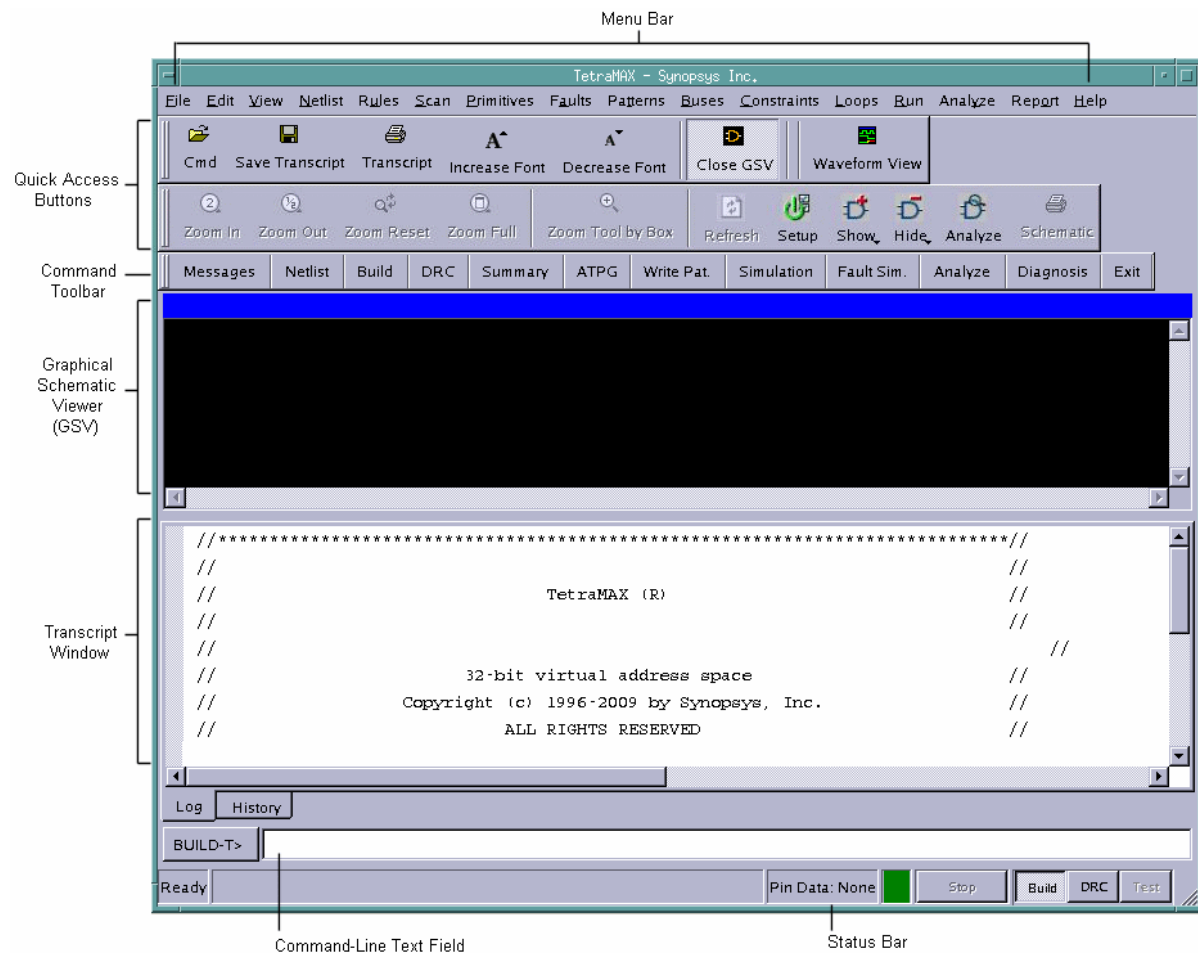 Menu Bar
TetraMAX - Synopsys Inc.
File Edit View Netlist Rules Scan Primitives Faults Patterns Buses Constraints Loops Run Analyze Report Help
Quick Access
Buttons
Cmd Save Transcript Transcript Increase Font Decrease Font Close GSV Waveform View
Zoom In Zoom Out Zoom Reset Zoom Full Zoom Tool by Box Refresh Setup Show Hide Analyze Schematic
Command
Toolbar
Messages Netlist Build DRC Summary ATPG Write Pat. Simulation Fault Sim. Analyze Diagnosis Exit
Graphical
Schematic
Viewer
(GSV)
Transcript
Window
//*****************************************************************************//
// //
// TetraMAX (R) //
// //
// //
// 32-bit virtual address space //
// Copyright (c) 1996-2009 by Synopsys, Inc. //
// ALL RIGHTS RESERVED //
Log History
BUILD-T>
Ready Pin Data: None Stop Build DRC Test
Command-Line Text Field
Status Bar